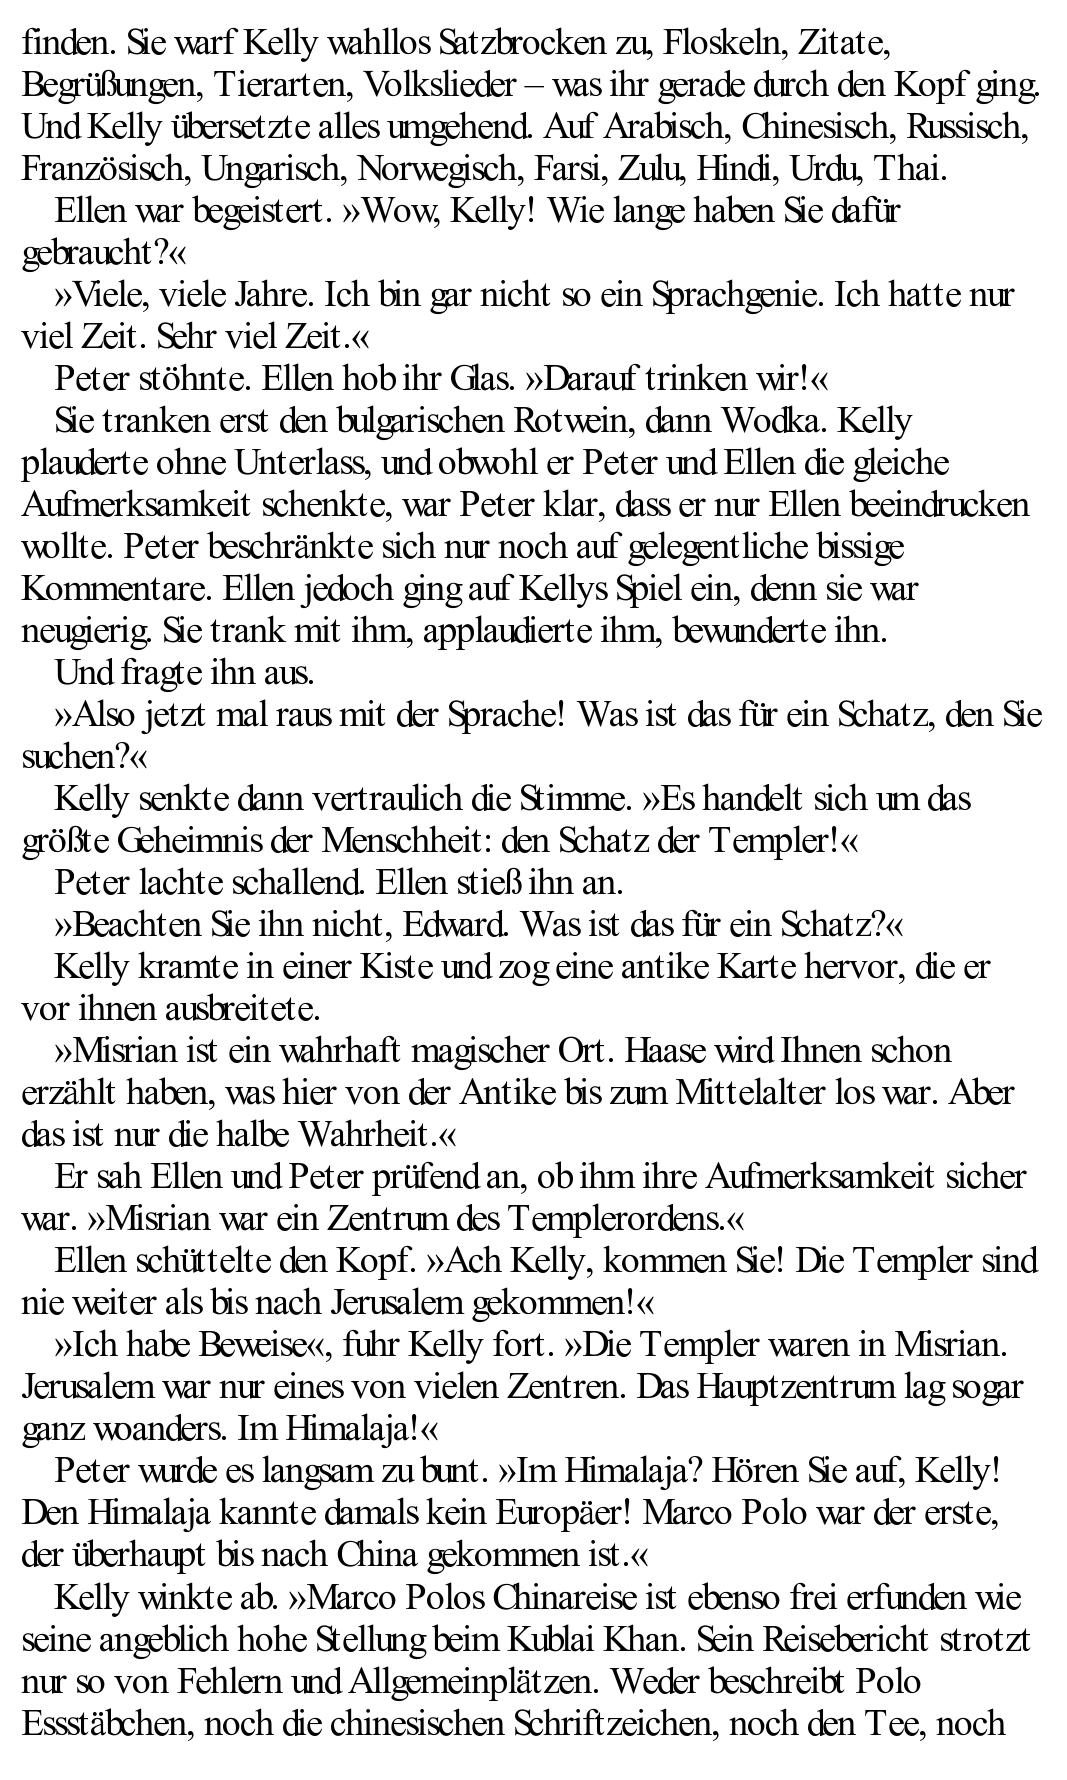 finden. Sie warf Kelly wahllos Satzbrocken zu, Floskeln, Zitate,
Begrüßungen, Tierarten, Volkslieder – was ihr gerade durch den Kopf ging.
Und Kelly übersetzte alles umgehend. Auf Arabisch, Chinesisch, Russisch,
Französisch, Ungarisch, Norwegisch, Farsi, Zulu, Hindi, Urdu, Thai.
Ellen war begeistert. »Wow, Kelly! Wie lange haben Sie dafür
gebraucht?«
»Viele, viele Jahre. Ich bin gar nicht so ein Sprachgenie. Ich hatte nur
viel Zeit. Sehr viel Zeit.«
Peter stöhnte. Ellen hob ihr Glas. »Darauf trinken wir!«
Sie tranken erst den bulgarischen Rotwein, dann Wodka. Kelly
plauderte ohne Unterlass, und obwohl er Peter und Ellen die gleiche
Aufmerksamkeit schenkte, war Peter klar, dass er nur Ellen beeindrucken
wollte. Peter beschränkte sich nur noch auf gelegentliche bissige
Kommentare. Ellen jedoch ging auf Kellys Spiel ein, denn sie war
neugierig. Sie trank mit ihm, applaudierte ihm, bewunderte ihn.
Und fragte ihn aus.
»Also jetzt mal raus mit der Sprache! Was ist das für ein Schatz, den Sie
suchen?«
Kelly senkte dann vertraulich die Stimme. »Es handelt sich um das
größte Geheimnis der Menschheit: den Schatz der Templer!«
Peter lachte schallend. Ellen stieß ihn an.
»Beachten Sie ihn nicht, Edward. Was ist das für ein Schatz?«
Kelly kramte in einer Kiste und zog eine antike Karte hervor, die er
vor ihnen ausbreitete.
»Misrian ist ein wahrhaft magischer Ort. Haase wird Ihnen schon
erzählt haben, was hier von der Antike bis zum Mittelalter los war. Aber
das ist nur die halbe Wahrheit.«
Er sah Ellen und Peter prüfend an, ob ihm ihre Aufmerksamkeit sicher
war. »Misrian war ein Zentrum des Templerordens.«
Ellen schüttelte den Kopf. »Ach Kelly, kommen Sie! Die Templer sind
nie weiter als bis nach Jerusalem gekommen!«
»Ich habe Beweise«, fuhr Kelly fort. »Die Templer waren in Misrian.
Jerusalem war nur eines von vielen Zentren. Das Hauptzentrum lag sogar
ganz woanders. Im Himalaja!«
Peter wurde es langsam zu bunt. »Im Himalaja? Hören Sie auf, Kelly!
Den Himalaja kannte damals kein Europäer! Marco Polo war der erste,
der überhaupt bis nach China gekommen ist.«
Kelly winkte ab. »Marco Polos Chinareise ist ebenso frei erfunden wie
seine angeblich hohe Stellung beim Kublai Khan. Sein Reisebericht strotzt
nur so von Fehlern und Allgemeinplätzen. Weder beschreibt Polo
Essstäbchen, noch die chinesischen Schriftzeichen, noch den Tee, noch